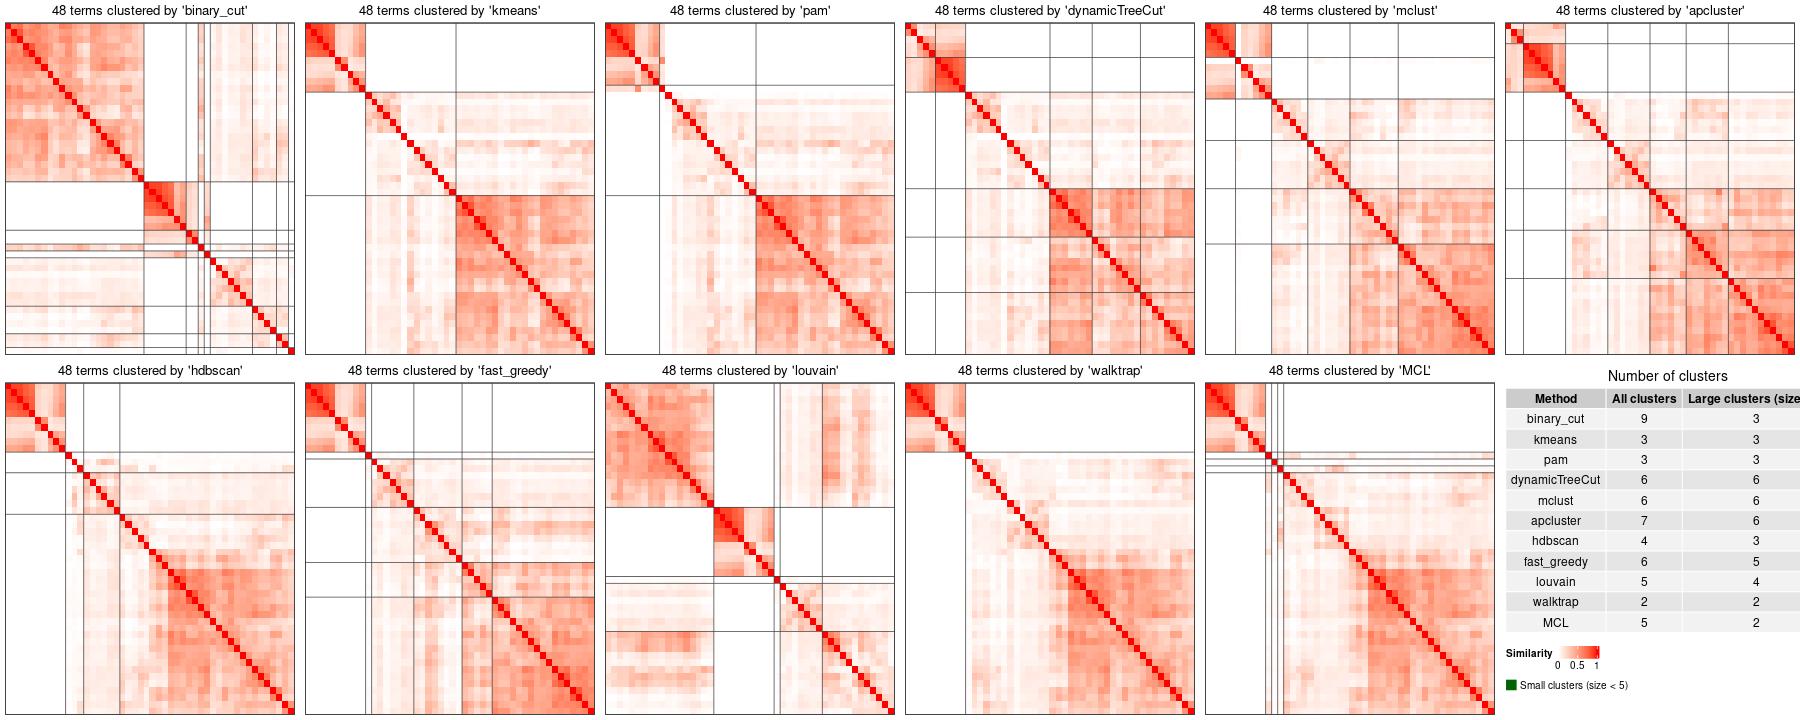 48 terms clustered by 'binary_cut'
48 terms clustered by 'kmeans'
48 terms clustered by 'pam'
48 terms clustered by 'dynamicTreeCut'
48 terms clustered by 'mclust'
48 terms clustered by 'apcluster'
48 terms clustered by 'hdbscan'
48 terms clustered by 'fast_greedy'
48 terms clustered by 'louvain'
48 terms clustered by 'walktrap'
48 terms clustered by 'MCL'
Number of clusters
Method All clusters Large clusters (size
binary_cut 9 3
kmeans 3 3
pam 3 3
dynamicTreeCut 6 6
mclust 6 6
apcluster 7 6
hdbscan 4 3
fast_greedy 6 5
louvain 5 4
walktrap 2 2
MCL 5 2
Similarity
0 0.5 1
Small clusters (size < 5)